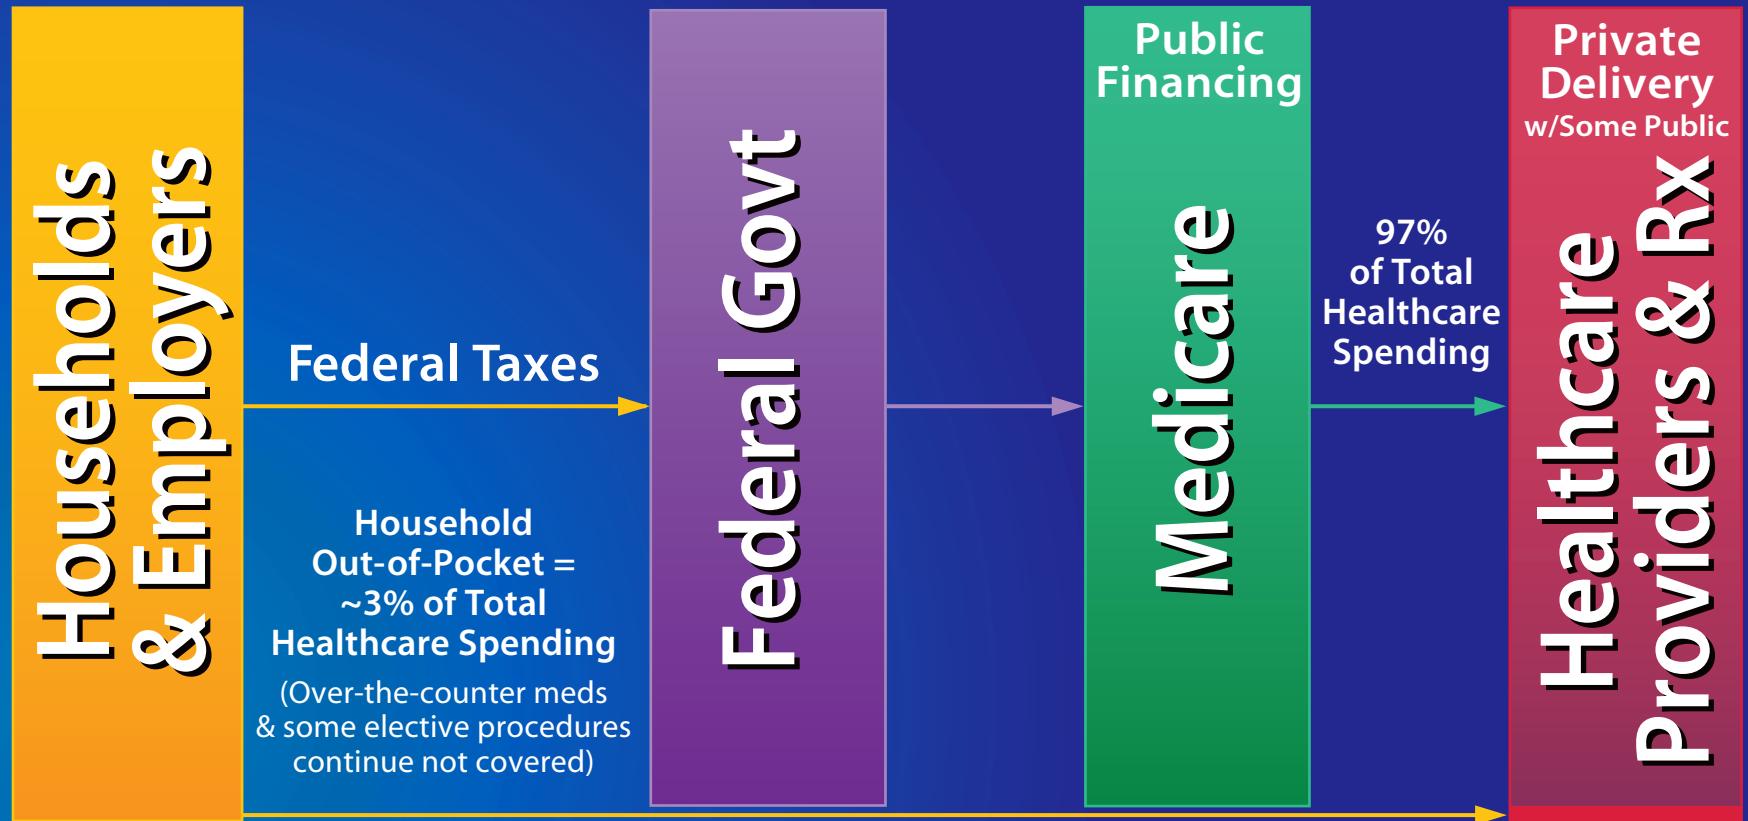 Households
& Employers
Federal Taxes
Household
Out-of-Pocket =
~3% of Total
Healthcare Spending
(Over-the-counter meds
& some elective procedures
continue not covered)
Federal Govt
Public
Financing
Medicare
97%
of Total
Healthcare
Spending
Private
Delivery
w/Some Public
Healthcare
Providers & Rx